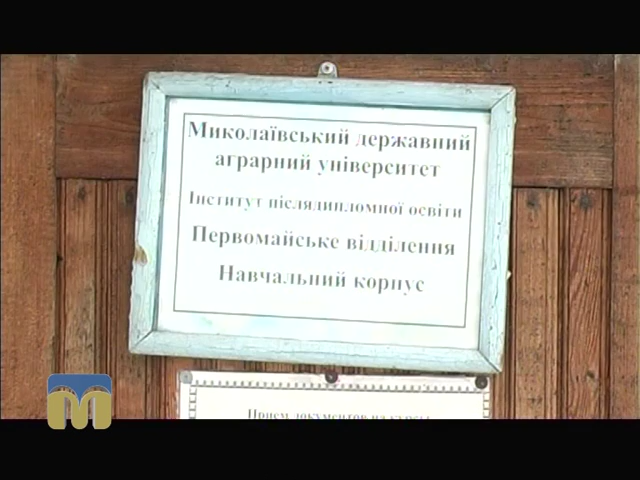 Миколаївський державний
аграрний університет
Інститут післядипломної освіти
Первомайське відділення
Навчальний корпус
Прием документов на курсы